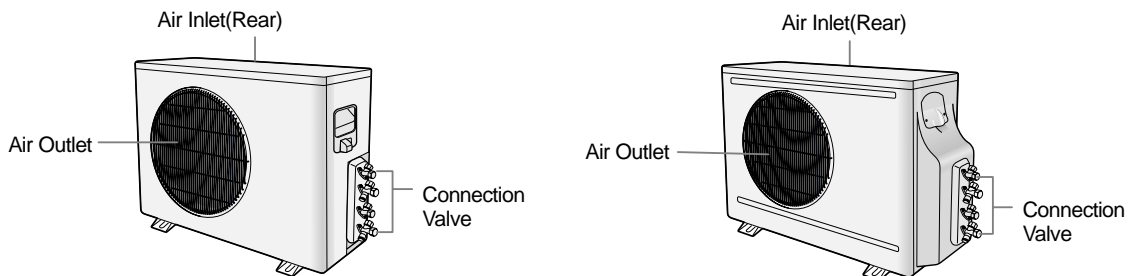 Air Inlet(Rear)
Air Outlet
Connection
Valve
Air Inlet(Rear)
Air Outlet
Connection
Valve